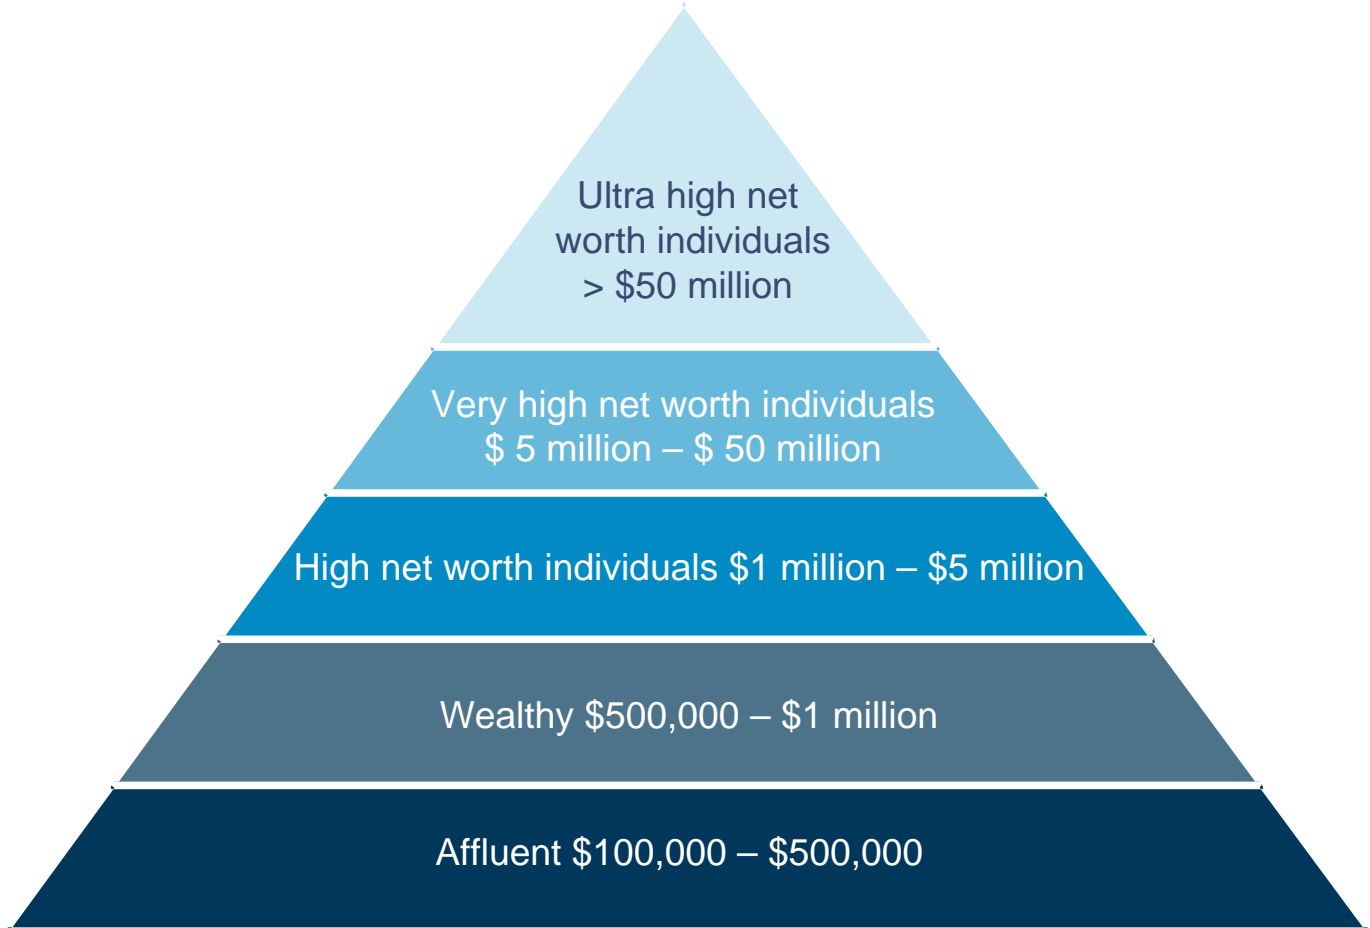 Ultra high net
worth individuals
> $50 million
Very high net worth individuals
$ 5 million – $ 50 million
High net worth individuals $1 million – $5 million
Wealthy $500,000 – $1 million
Affluent $100,000 – $500,000